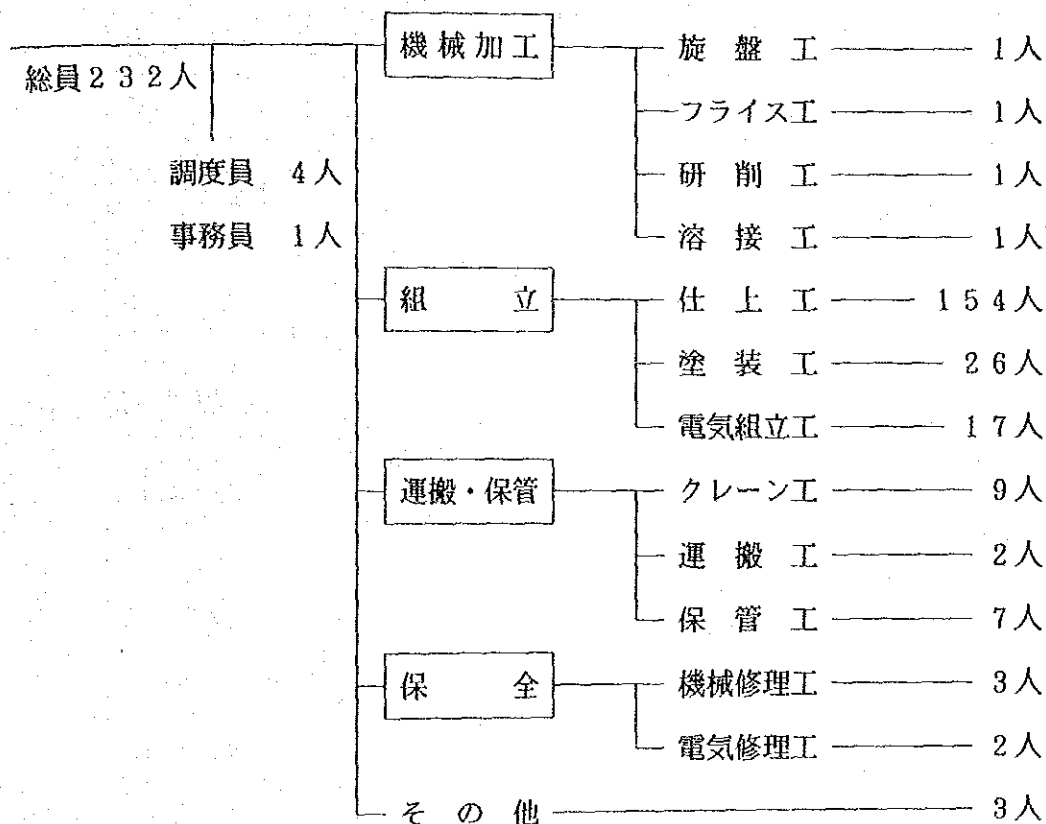 機械加工 旋盤工 1人
総員232人
フライス工 1人
調度員 4人 研削工 1人
事務員 1人 溶接工 1人
組立 仕上工 154人
塗装工 26人
電気組立工 17人
運搬・保管 クレーン工 9人
運搬工 2人
保管工 7人
保全 機械修理工 3人
電気修理工 2人
その他 3人